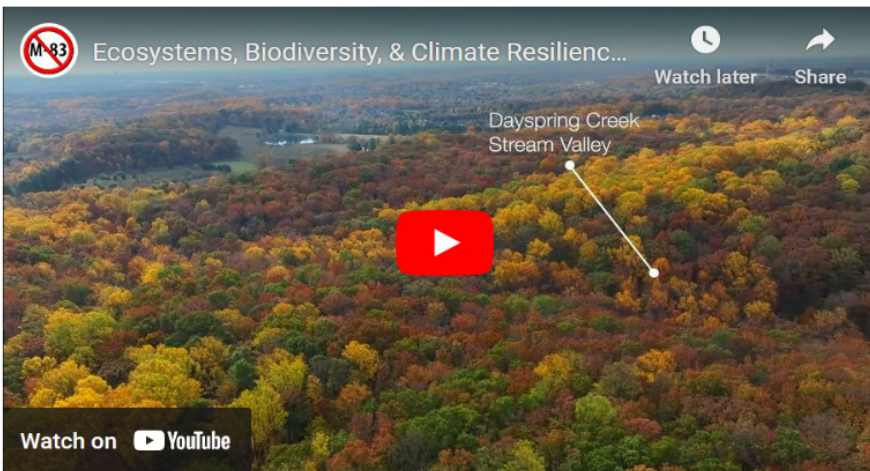 M-83
Ecosystems, Biodiversity, & Climate Resilienc...
Watch later
Share
Dayspring Creek
Stream Valley
Watch on YouTube